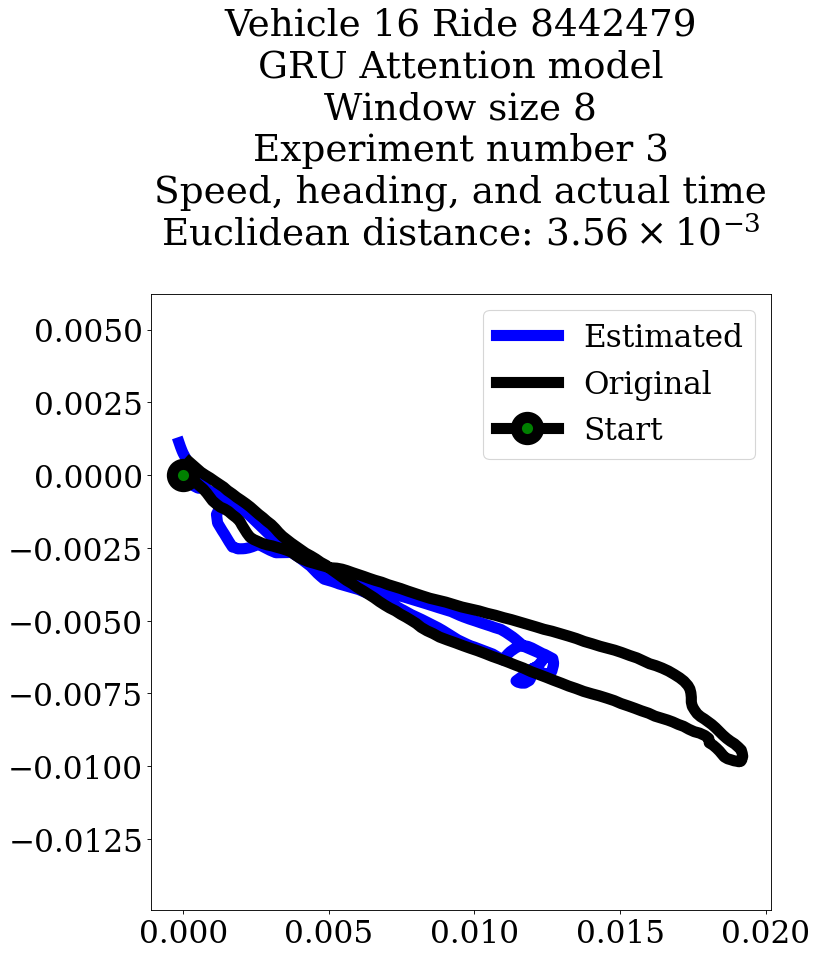 Vehicle 16 Ride 8442479
GRU Attention model
Window size 8
Experiment number 3
Speed, heading, and actual time
Euclidean distance: 3.56 × 10⁻³
Estimated
Original
Start
0.0050
0.0025
0.0000
−0.0025
−0.0050
−0.0075
−0.0100
−0.0125
0.000 0.005 0.010 0.015 0.020